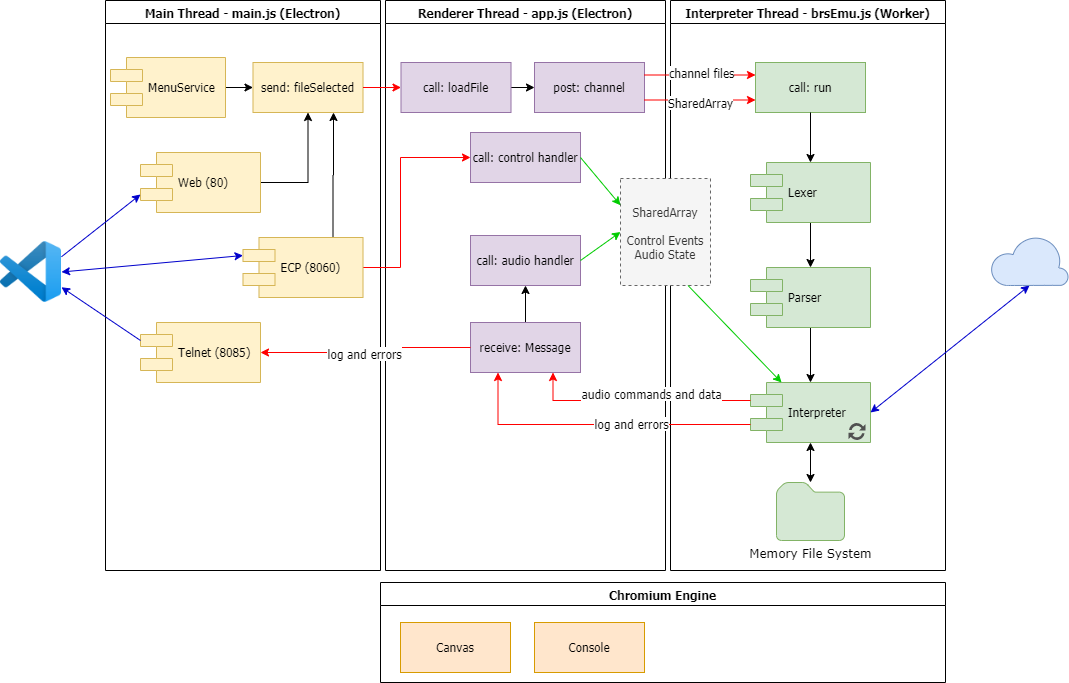 Main Thread - main.js (Electron)
Renderer Thread - app.js (Electron)
Interpreter Thread - brsEmu.js (Worker)
MenuService
send: fileSelected
call: loadFile
post: channel
channel files
SharedArray
call: run
Web (80)
call: control handler
Lexer
SharedArray
Control Events
Audio State
ECP (8060)
call: audio handler
Parser
Telnet (8085)
log and errors
receive: Message
audio commands and data
log and errors
Interpreter
Memory File System
Chromium Engine
Canvas
Console